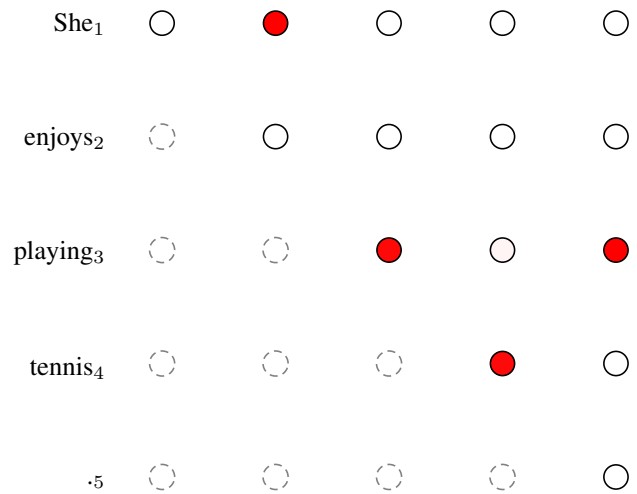 She₁
enjoys₂
playing₃
tennis₄
.₅